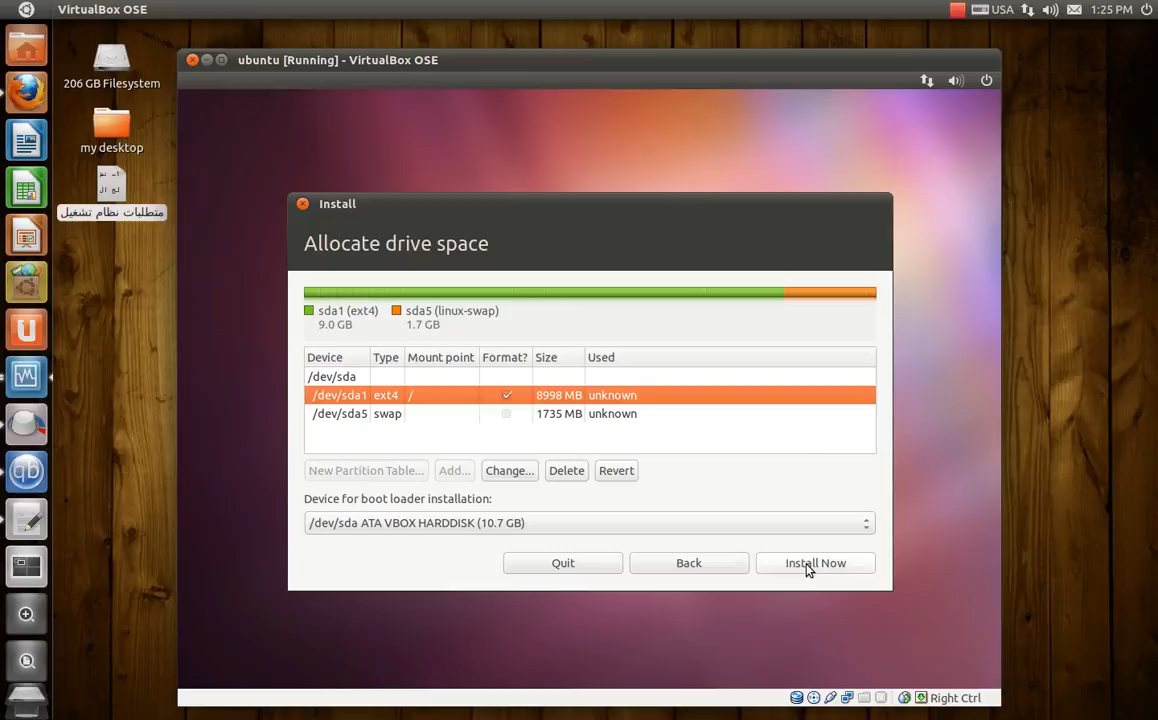 VirtualBox OSE
USA
1:25 PM
206 GB Filesystem
my desktop
متطلبات نظام تشغيل
ubuntu [Running] - VirtualBox OSE
Install
Allocate drive space
sda1 (ext4)
9.0 GB
sda5 (linux-swap)
1.7 GB
Device Type Mount point Format? Size Used
/dev/sda
/dev/sda1 ext4 / 8998 MB unknown
/dev/sda5 swap 1735 MB unknown
New Partition Table... Add... Change... Delete Revert
Device for boot loader installation:
/dev/sda ATA VBOX HARDDISK (10.7 GB)
Quit Back Install Now
Right Ctrl
U
qb